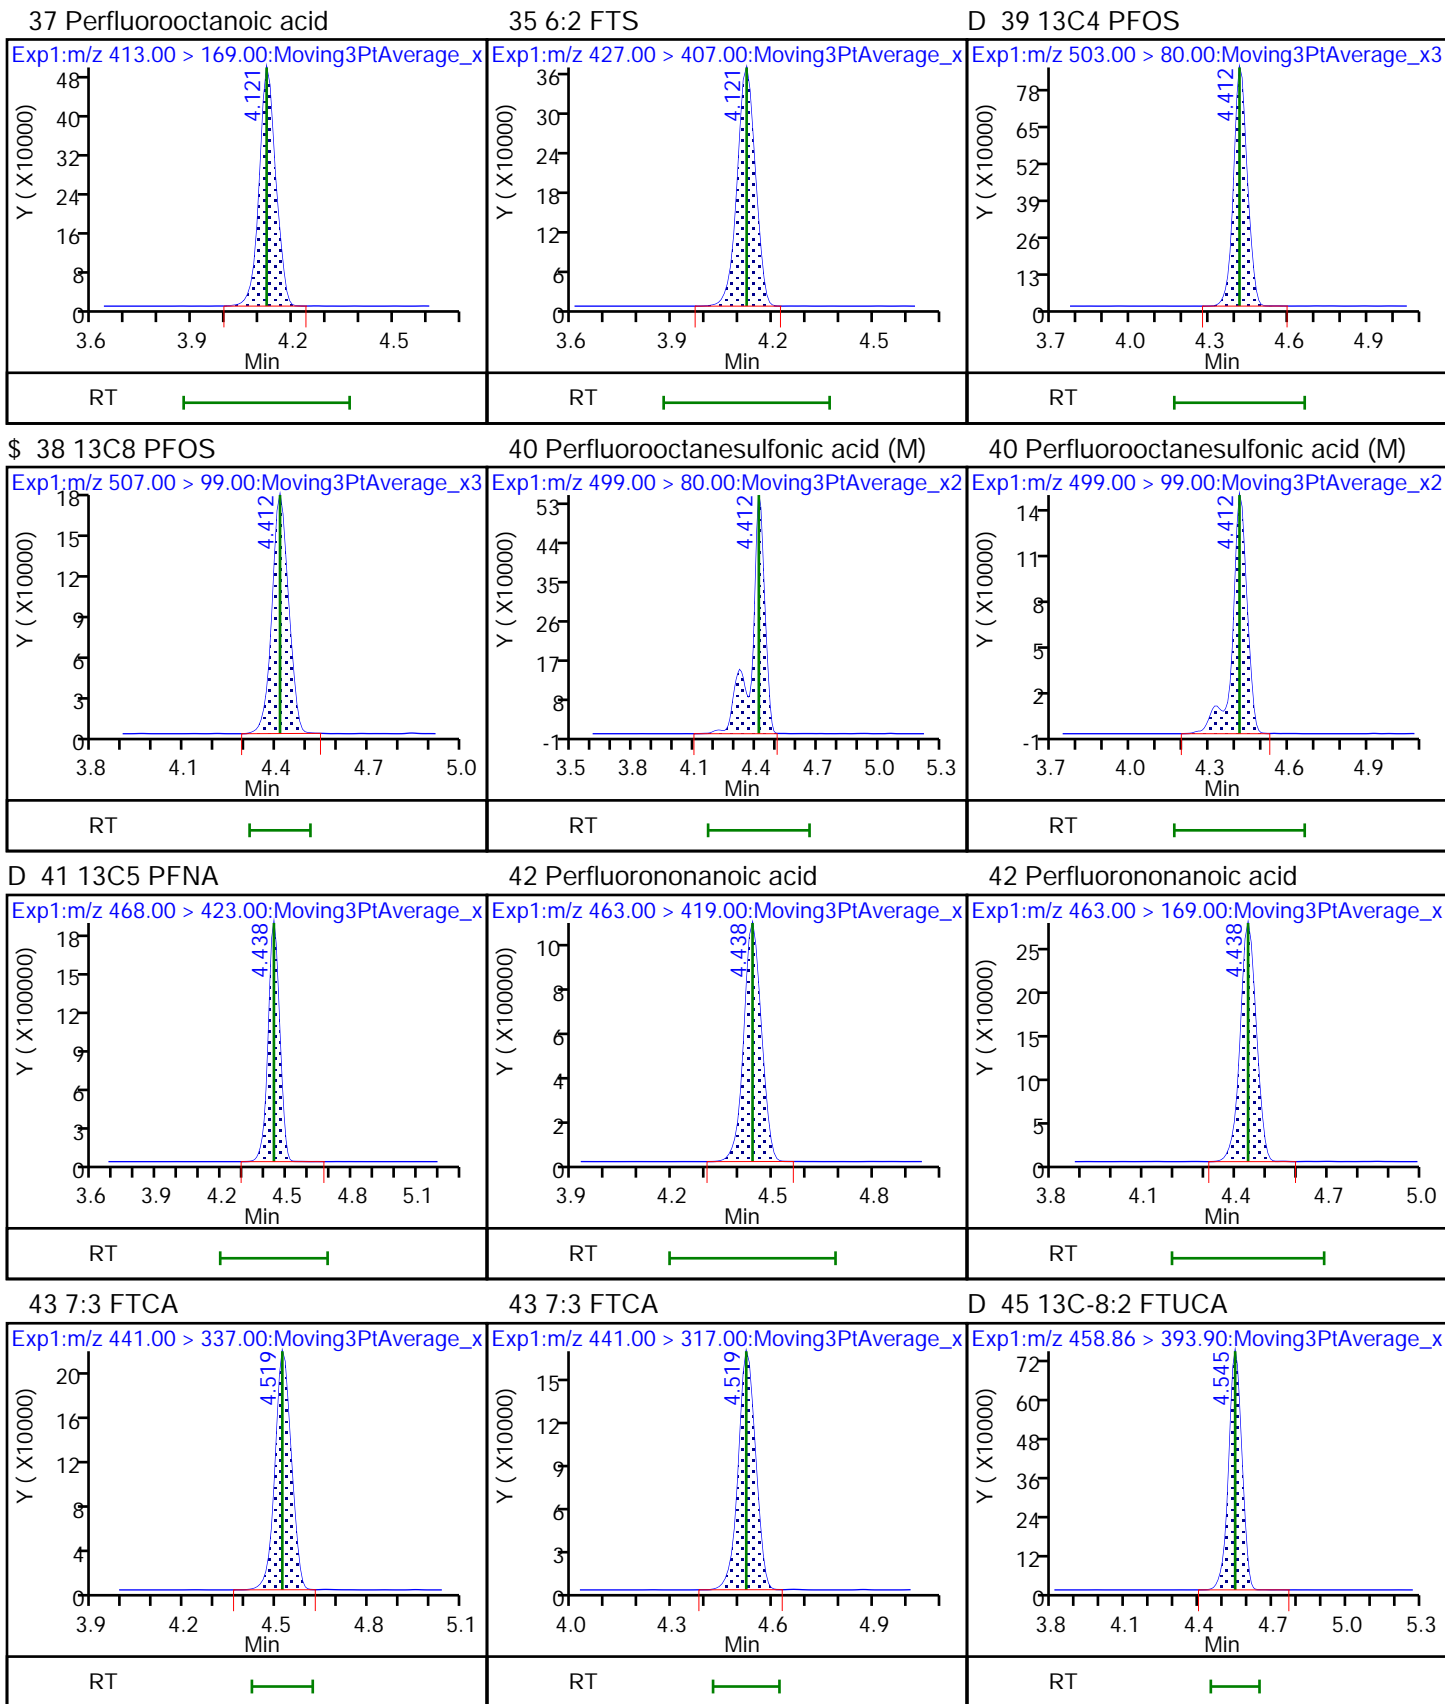 37 Perfluorooctanoic acid
Exp1:m/z 413.00 > 169.00:Moving3PtAverage_x
Y ( X10000)
48
40
32
24
16
8
0
4.121
3.6 3.9 4.2 4.5
Min
RT
35 6:2 FTS
Exp1:m/z 427.00 > 407.00:Moving3PtAverage_x
Y ( X10000)
36
30
24
18
12
6
0
4.121
3.6 3.9 4.2 4.5
Min
RT
D 39 13C4 PFOS
Exp1:m/z 503.00 > 80.00:Moving3PtAverage_x3
Y ( X10000)
78
65
52
39
26
13
0
4.412
3.7 4.0 4.3 4.6 4.9
Min
RT
$ 38 13C8 PFOS
Exp1:m/z 507.00 > 99.00:Moving3PtAverage_x3
Y ( X10000)
18
15
12
9
6
3
0
4.412
3.8 4.1 4.4 4.7 5.0
Min
RT
40 Perfluorooctanesulfonic acid (M)
Exp1:m/z 499.00 > 80.00:Moving3PtAverage_x2
Y ( X10000)
53
44
35
26
17
8
-1
4.412
3.5 3.8 4.1 4.4 4.7 5.0 5.3
Min
RT
40 Perfluorooctanesulfonic acid (M)
Exp1:m/z 499.00 > 99.00:Moving3PtAverage_x2
Y ( X10000)
14
11
8
5
2
-1
4.412
3.7 4.0 4.3 4.6 4.9
Min
RT
D 41 13C5 PFNA
Exp1:m/z 468.00 > 423.00:Moving3PtAverage_x
Y ( X100000)
18
15
12
9
6
3
0
4.438
3.6 3.9 4.2 4.5 4.8 5.1
Min
RT
42 Perfluorononanoic acid
Exp1:m/z 463.00 > 419.00:Moving3PtAverage_x
Y ( X100000)
10
8
6
4
2
0
4.438
3.9 4.2 4.5 4.8
Min
RT
42 Perfluorononanoic acid
Exp1:m/z 463.00 > 169.00:Moving3PtAverage_x
Y ( X10000)
25
20
15
10
5
0
4.438
3.8 4.1 4.4 4.7 5.0
Min
RT
43 7:3 FTCA
Exp1:m/z 441.00 > 337.00:Moving3PtAverage_x
Y ( X10000)
20
16
12
8
4
0
4.519
3.9 4.2 4.5 4.8 5.1
Min
RT
43 7:3 FTCA
Exp1:m/z 441.00 > 317.00:Moving3PtAverage_x
Y ( X10000)
15
12
9
6
3
0
4.519
4.0 4.3 4.6 4.9
Min
RT
D 45 13C-8:2 FTUCA
Exp1:m/z 458.86 > 393.90:Moving3PtAverage_x
Y ( X10000)
72
60
48
36
24
12
0
4.545
3.8 4.1 4.4 4.7 5.0 5.3
Min
RT